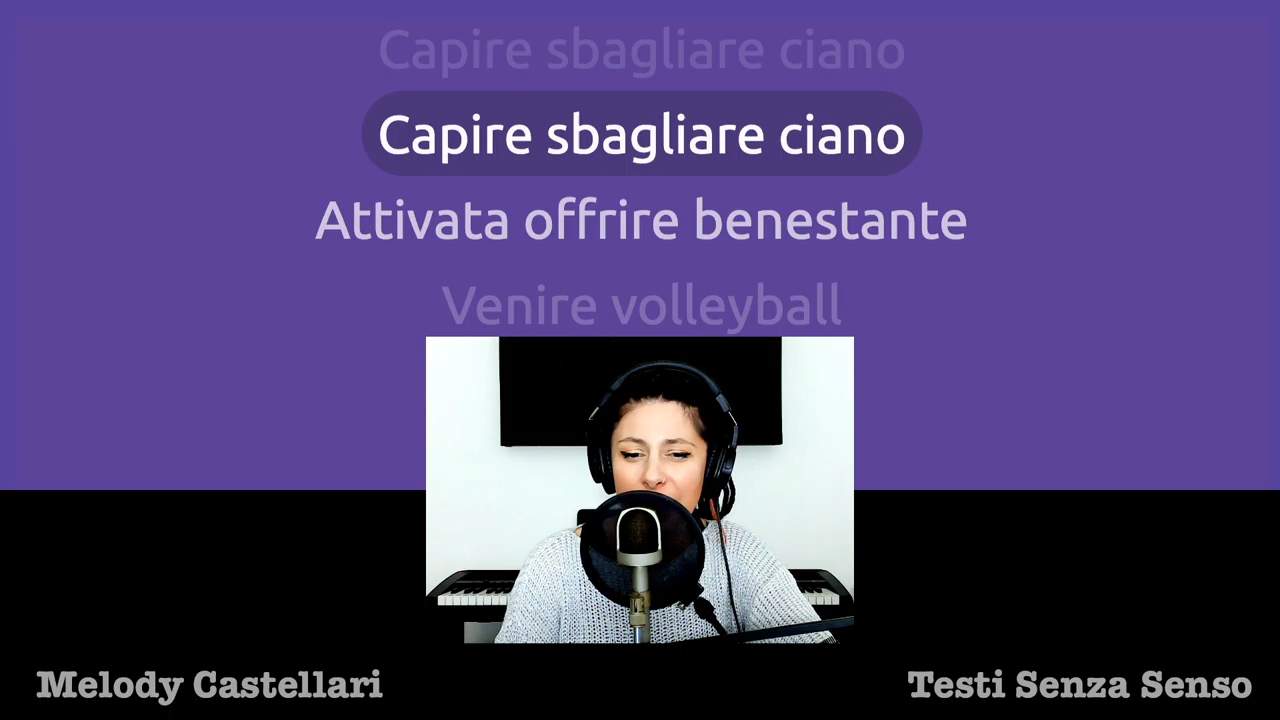 Capire sbagliare ciano
Capire sbagliare ciano
Attivata offrire benestante
Venire volleyball
Melody Castellari
Testi Senza Senso